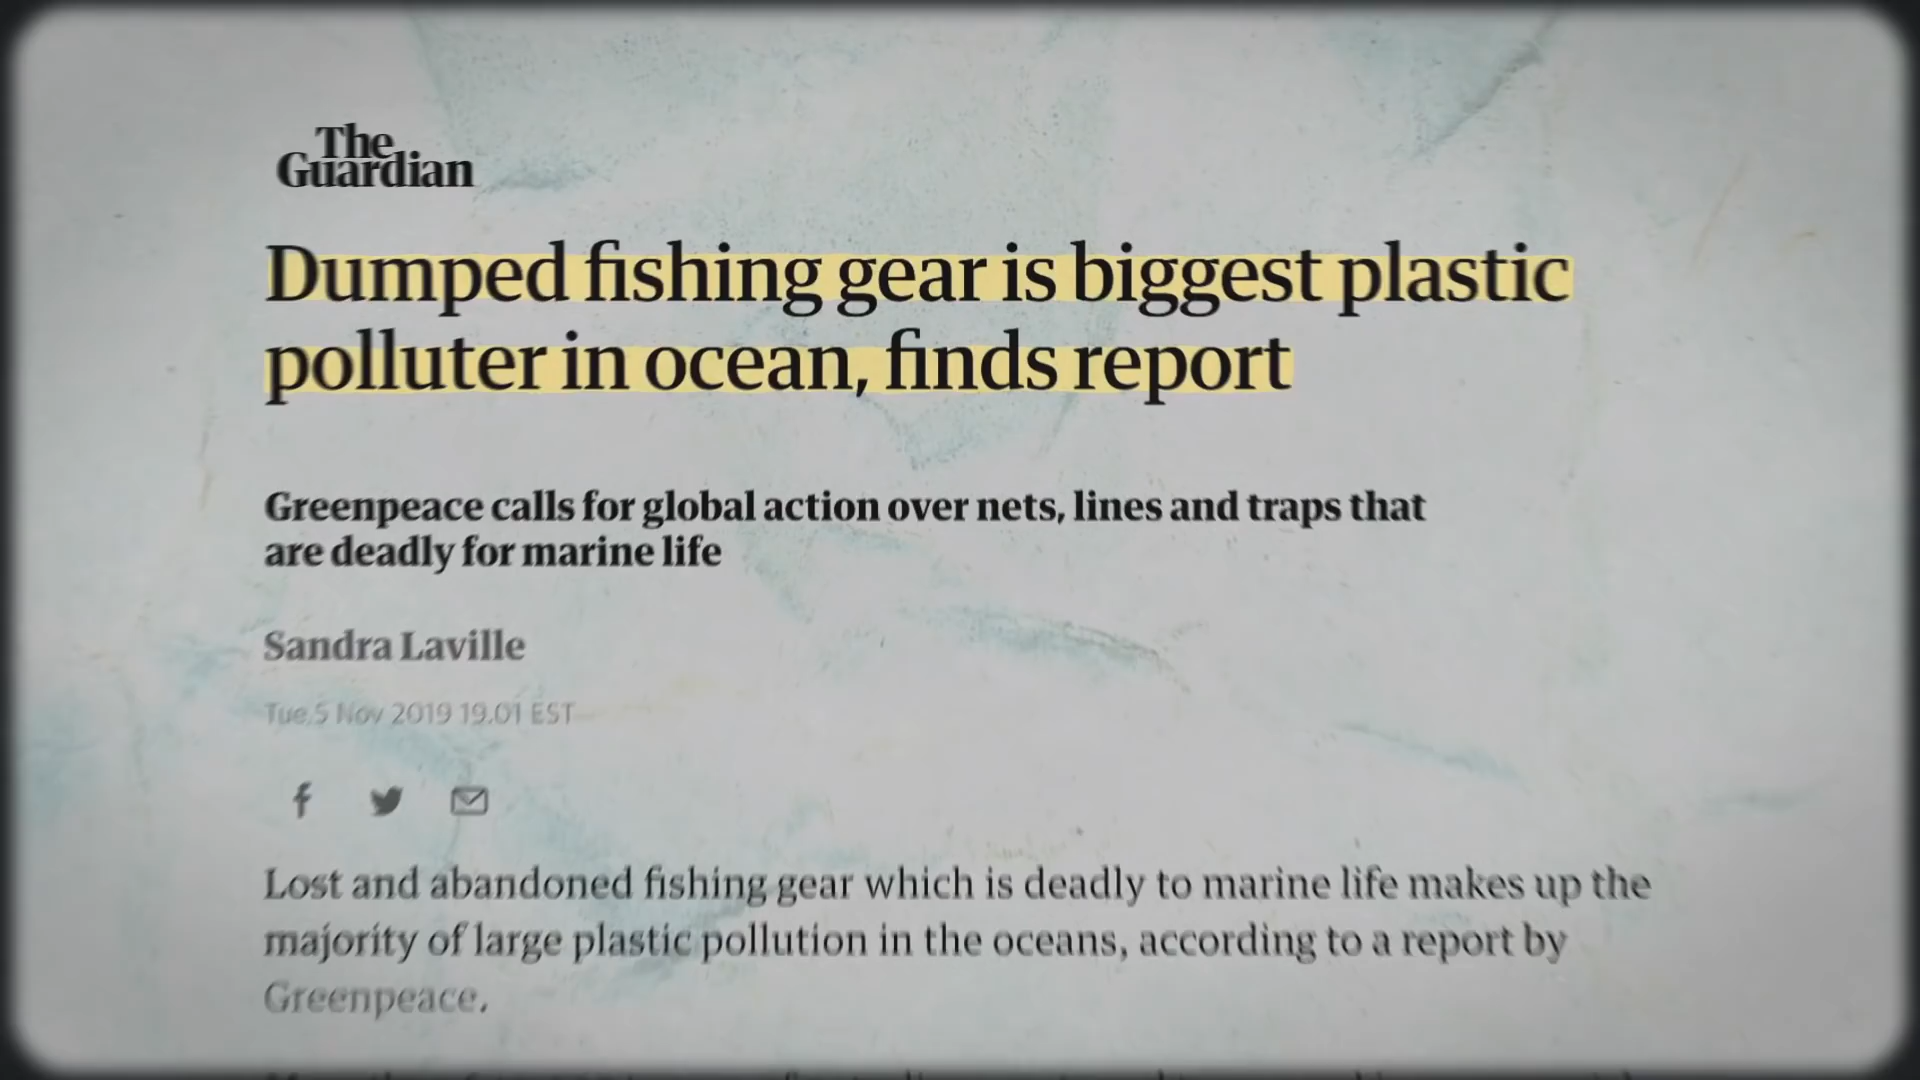 The
Guardian
Dumped fishing gear is biggest plastic
polluter in ocean, finds report
Greenpeace calls for global action over nets, lines and traps that
are deadly for marine life
Sandra Laville
Tue 5 Nov 2019 19.01 EST
Lost and abandoned fishing gear which is deadly to marine life makes up the
majority of large plastic pollution in the oceans, according to a report by
Greenpeace.